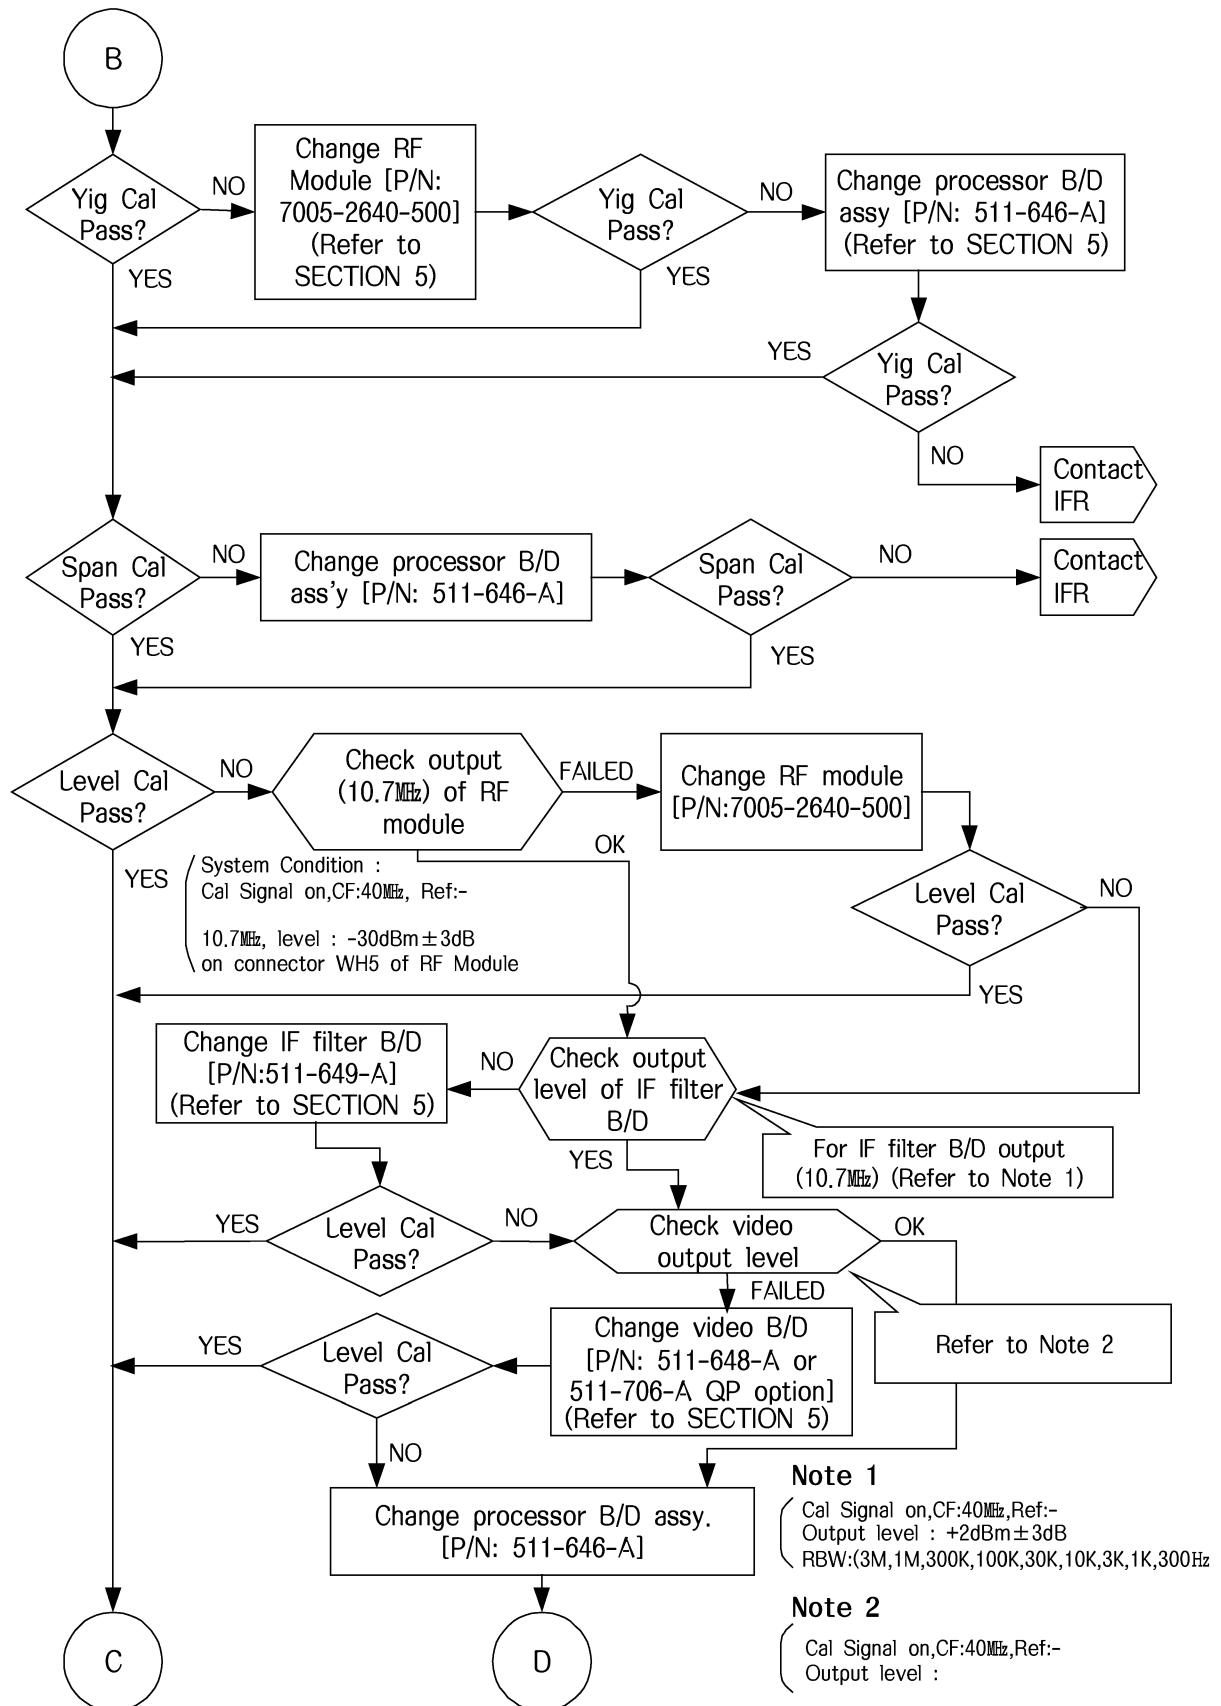 B
Yig Cal
Pass?
NO
YES
Change RF
Module [P/N:
7005-2640-500]
(Refer to
SECTION 5)
Yig Cal
Pass?
NO
YES
Change processor B/D
assy [P/N: 511-646-A]
(Refer to SECTION 5)
YES
Yig Cal
Pass?
NO
Contact
IFR
Span Cal
Pass?
NO
YES
Change processor B/D
ass'y [P/N: 511-646-A]
Span Cal
Pass?
NO
YES
Contact
IFR
Level Cal
Pass?
NO
YES
Check output
(10.7㎒) of RF
module
FAILED
OK
Change RF module
[P/N:7005-2640-500]
System Condition :
Cal Signal on,CF:40㎒, Ref:-
10.7㎒, level : -30dBm±3dB
on connector WH5 of RF Module
Level Cal
Pass?
NO
YES
Change IF filter B/D
[P/N:511-649-A]
(Refer to SECTION 5)
NO
Check output
level of IF filter
B/D
YES
For IF filter B/D output
(10.7㎒) (Refer to Note 1)
YES
Level Cal
Pass?
NO
Check video
output level
OK
FAILED
YES
Level Cal
Pass?
NO
Change video B/D
[P/N: 511-648-A or
511-706-A QP option]
(Refer to SECTION 5)
Refer to Note 2
Change processor B/D assy.
[P/N: 511-646-A]
Note 1
Cal Signal on,CF:40㎒,Ref:-
Output level : +2dBm±3dB
RBW:(3M,1M,300K,100K,30K,10K,3K,1K,300Hz
Note 2
Cal Signal on,CF:40㎒,Ref:-
Output level :
C
D